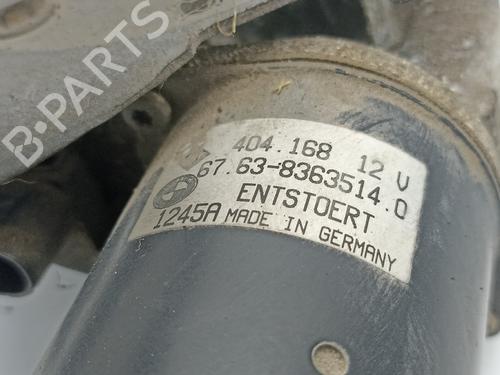 B-PARTS
404.168 12 V
67.63-8363514.0
ENTSTOERT
1245A MADE IN GERMANY